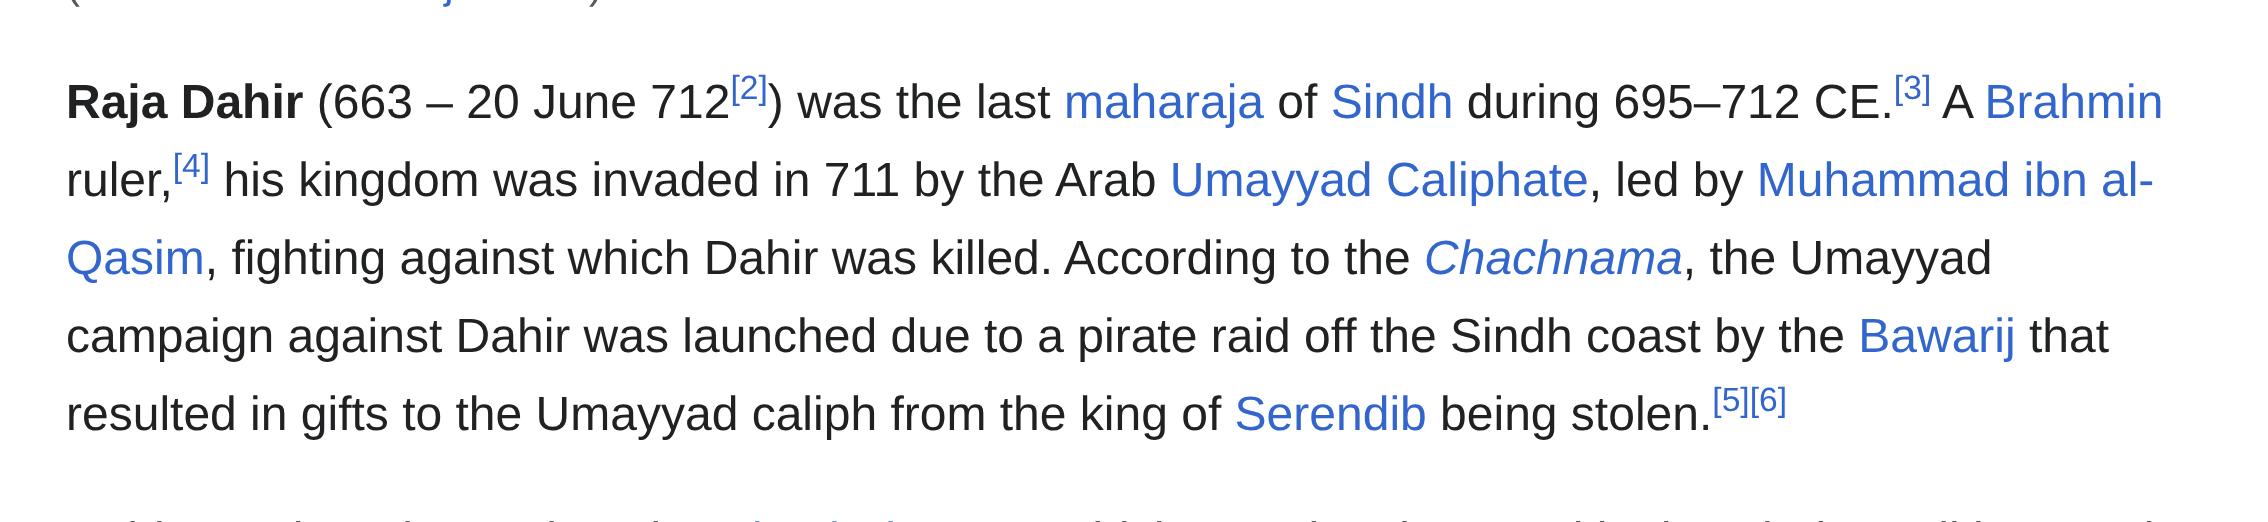 Raja Dahir (663 – 20 June 712[2]) was the last maharaja of Sindh during 695–712 CE.[3] A Brahmin
ruler,[4] his kingdom was invaded in 711 by the Arab Umayyad Caliphate, led by Muhammad ibn al-
Qasim, fighting against which Dahir was killed. According to the Chachnama, the Umayyad
campaign against Dahir was launched due to a pirate raid off the Sindh coast by the Bawarij that
resulted in gifts to the Umayyad caliph from the king of Serendib being stolen.[5][6]